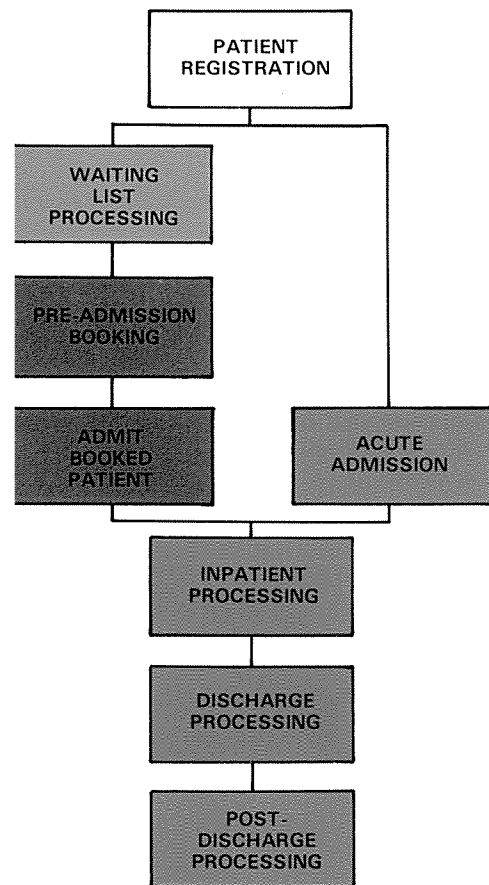 PATIENT
REGISTRATION
WAITING
LIST
PROCESSING
PRE-ADMISSION
BOOKING
ADMIT
BOOKED
PATIENT
ACUTE
ADMISSION
INPATIENT
PROCESSING
DISCHARGE
PROCESSING
POST-
DISCHARGE
PROCESSING